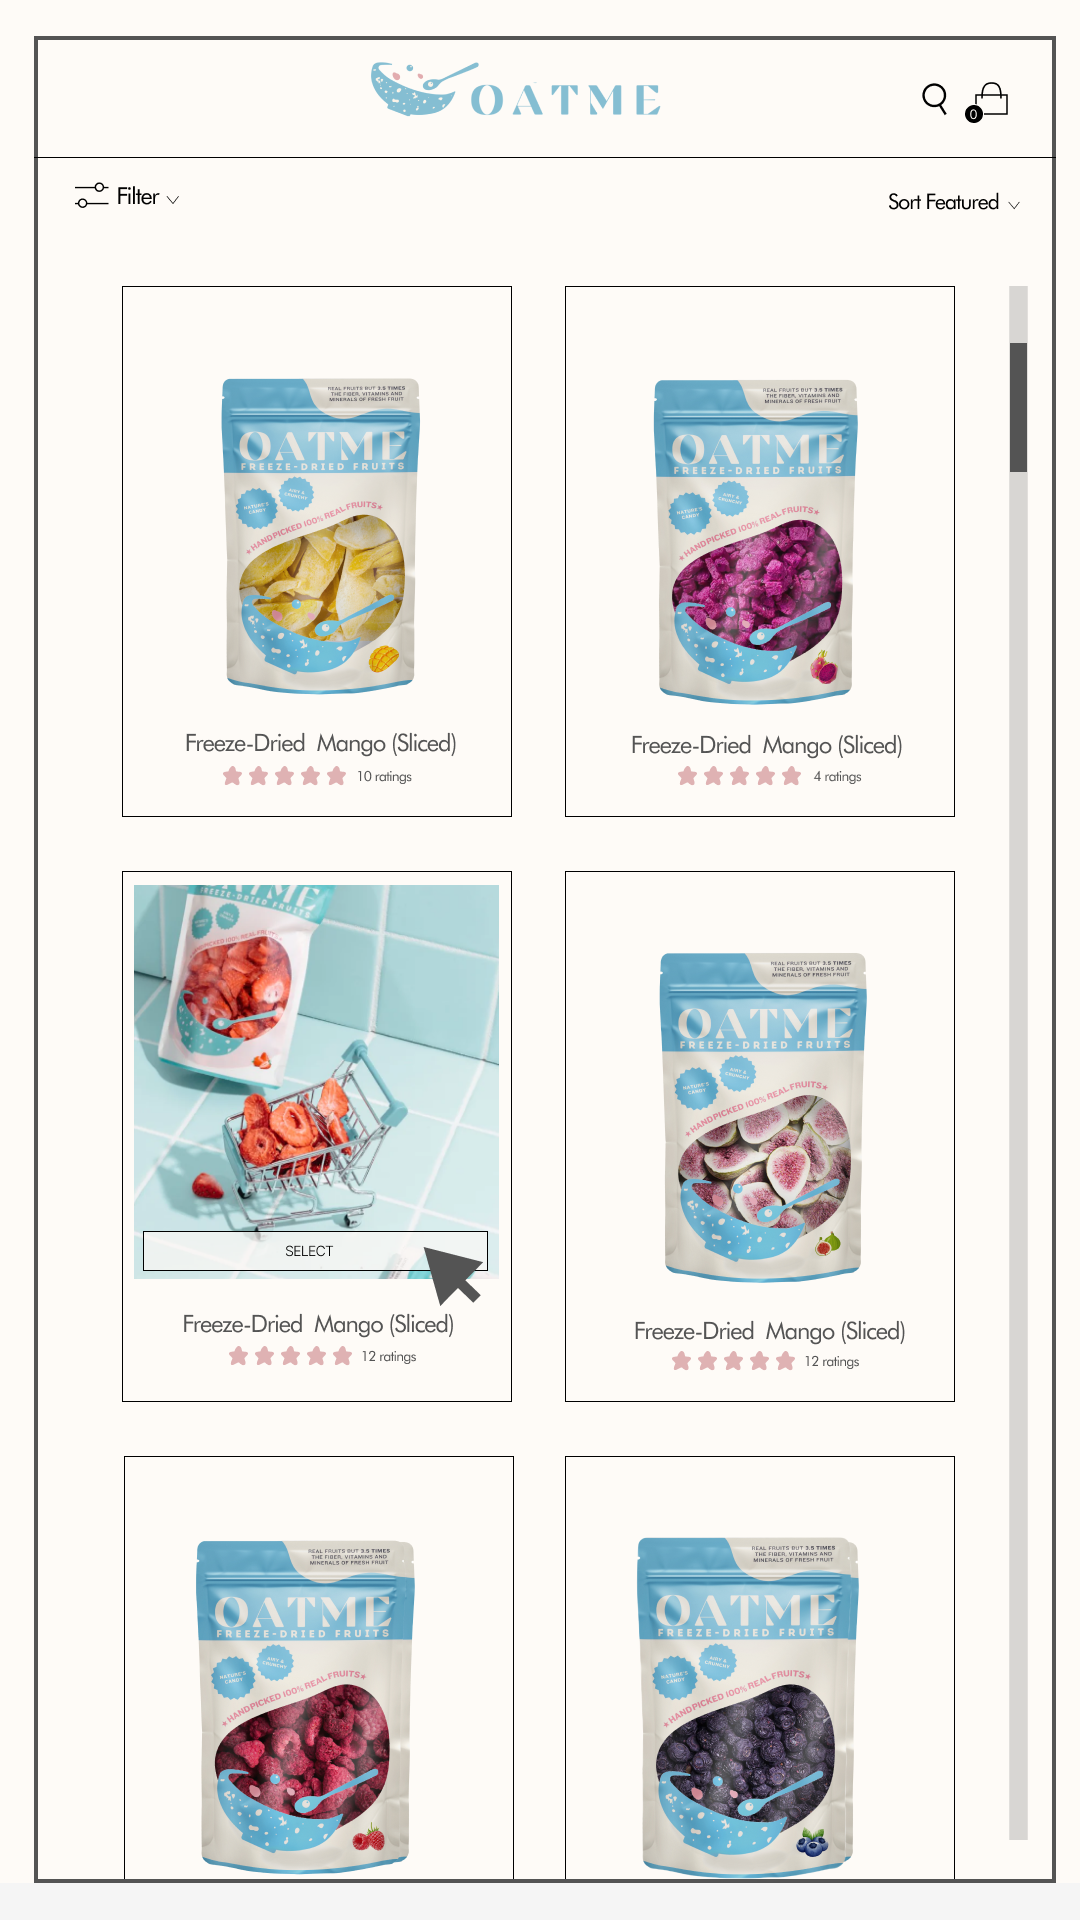 OATME
0
Filter
Sort Featured
REAL FRUITS BUT 3.5 TIMES
THE FIBER, VITAMINS AND
MINERALS OF FRESH FRUIT
OATME
FREEZE-DRIED FRUITS
NATURE'S
CANDY
AIRY &
CRUNCHY
★HANDPICKED 100% REAL FRUITS★
Freeze-Dried Mango (Sliced)
10 ratings
REAL FRUITS BUT 3.5 TIMES
THE FIBER, VITAMINS AND
MINERALS OF FRESH FRUIT
OATME
FREEZE-DRIED FRUITS
NATURE'S
CANDY
AIRY &
CRUNCHY
★HANDPICKED 100% REAL FRUITS★
Freeze-Dried Mango (Sliced)
4 ratings
ATME
FREEZE-DRIED FRUITS
HANDPICKED 100% REAL FRUITS
SELECT
Freeze-Dried Mango (Sliced)
12 ratings
REAL FRUITS BUT 3.5 TIMES
THE FIBER, VITAMINS AND
MINERALS OF FRESH FRUIT
OATME
FREEZE-DRIED FRUITS
NATURE'S
CANDY
AIRY &
CRUNCHY
★HANDPICKED 100% REAL FRUITS★
Freeze-Dried Mango (Sliced)
12 ratings
REAL FRUITS BUT 3.5 TIMES
THE FIBER, VITAMINS AND
MINERALS OF FRESH FRUIT
OATME
FREEZE-DRIED FRUITS
NATURE'S
CANDY
AIRY &
CRUNCHY
★HANDPICKED 100% REAL FRUITS★
REAL FRUITS BUT 3.5 TIMES
THE FIBER, VITAMINS AND
MINERALS OF FRESH FRUIT
OATME
FREEZE-DRIED FRUITS
NATURE'S
CANDY
AIRY &
CRUNCHY
★HANDPICKED 100% REAL FRUITS★